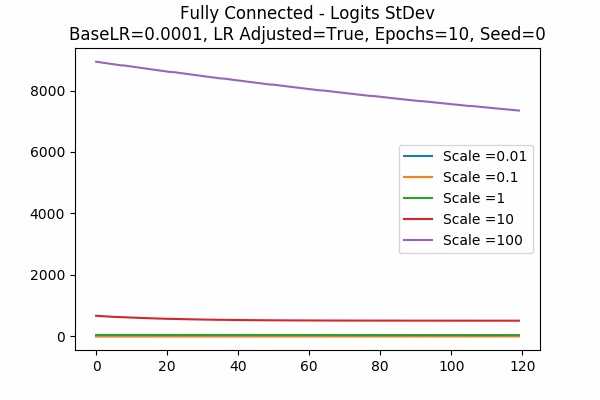 Fully Connected - Logits StDev
BaseLR=0.0001, LR Adjusted=True, Epochs=10, Seed=0
8000
6000
4000
2000
0
Scale =0.01
Scale =0.1
Scale =1
Scale =10
Scale =100
0 20 40 60 80 100 120